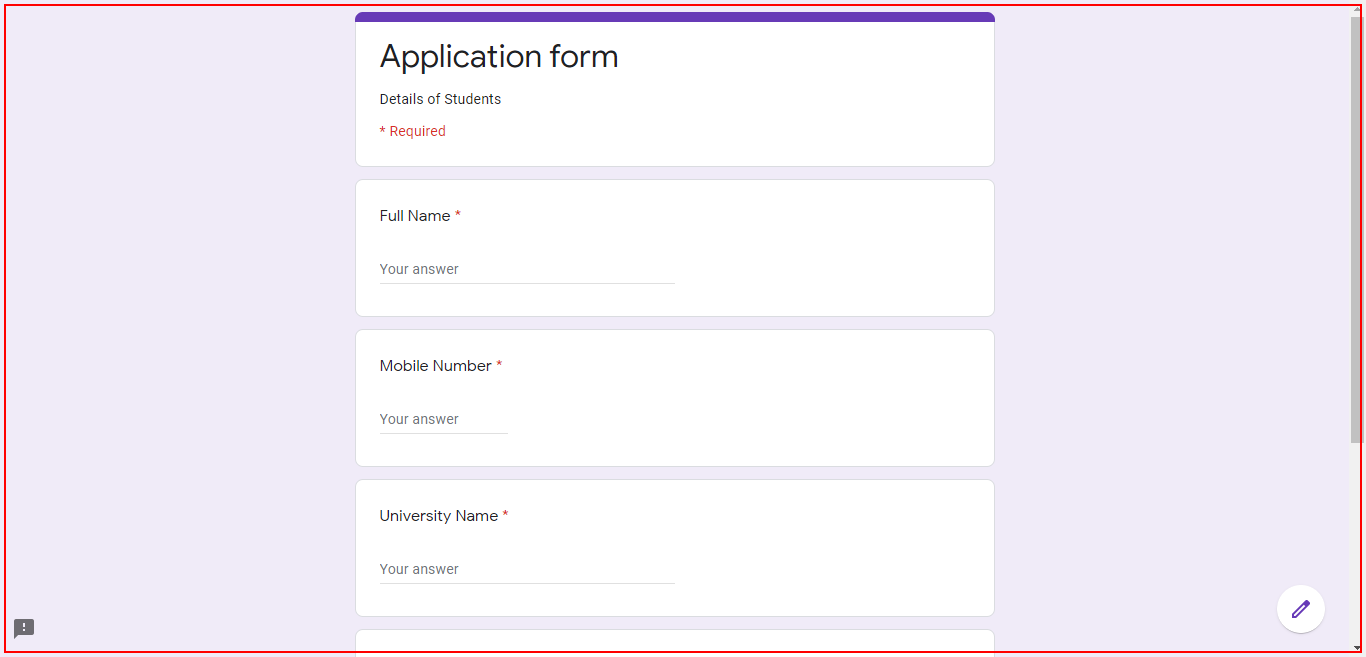 Application form
Details of Students
* Required
Full Name *
Your answer
Mobile Number *
Your answer
University Name *
Your answer